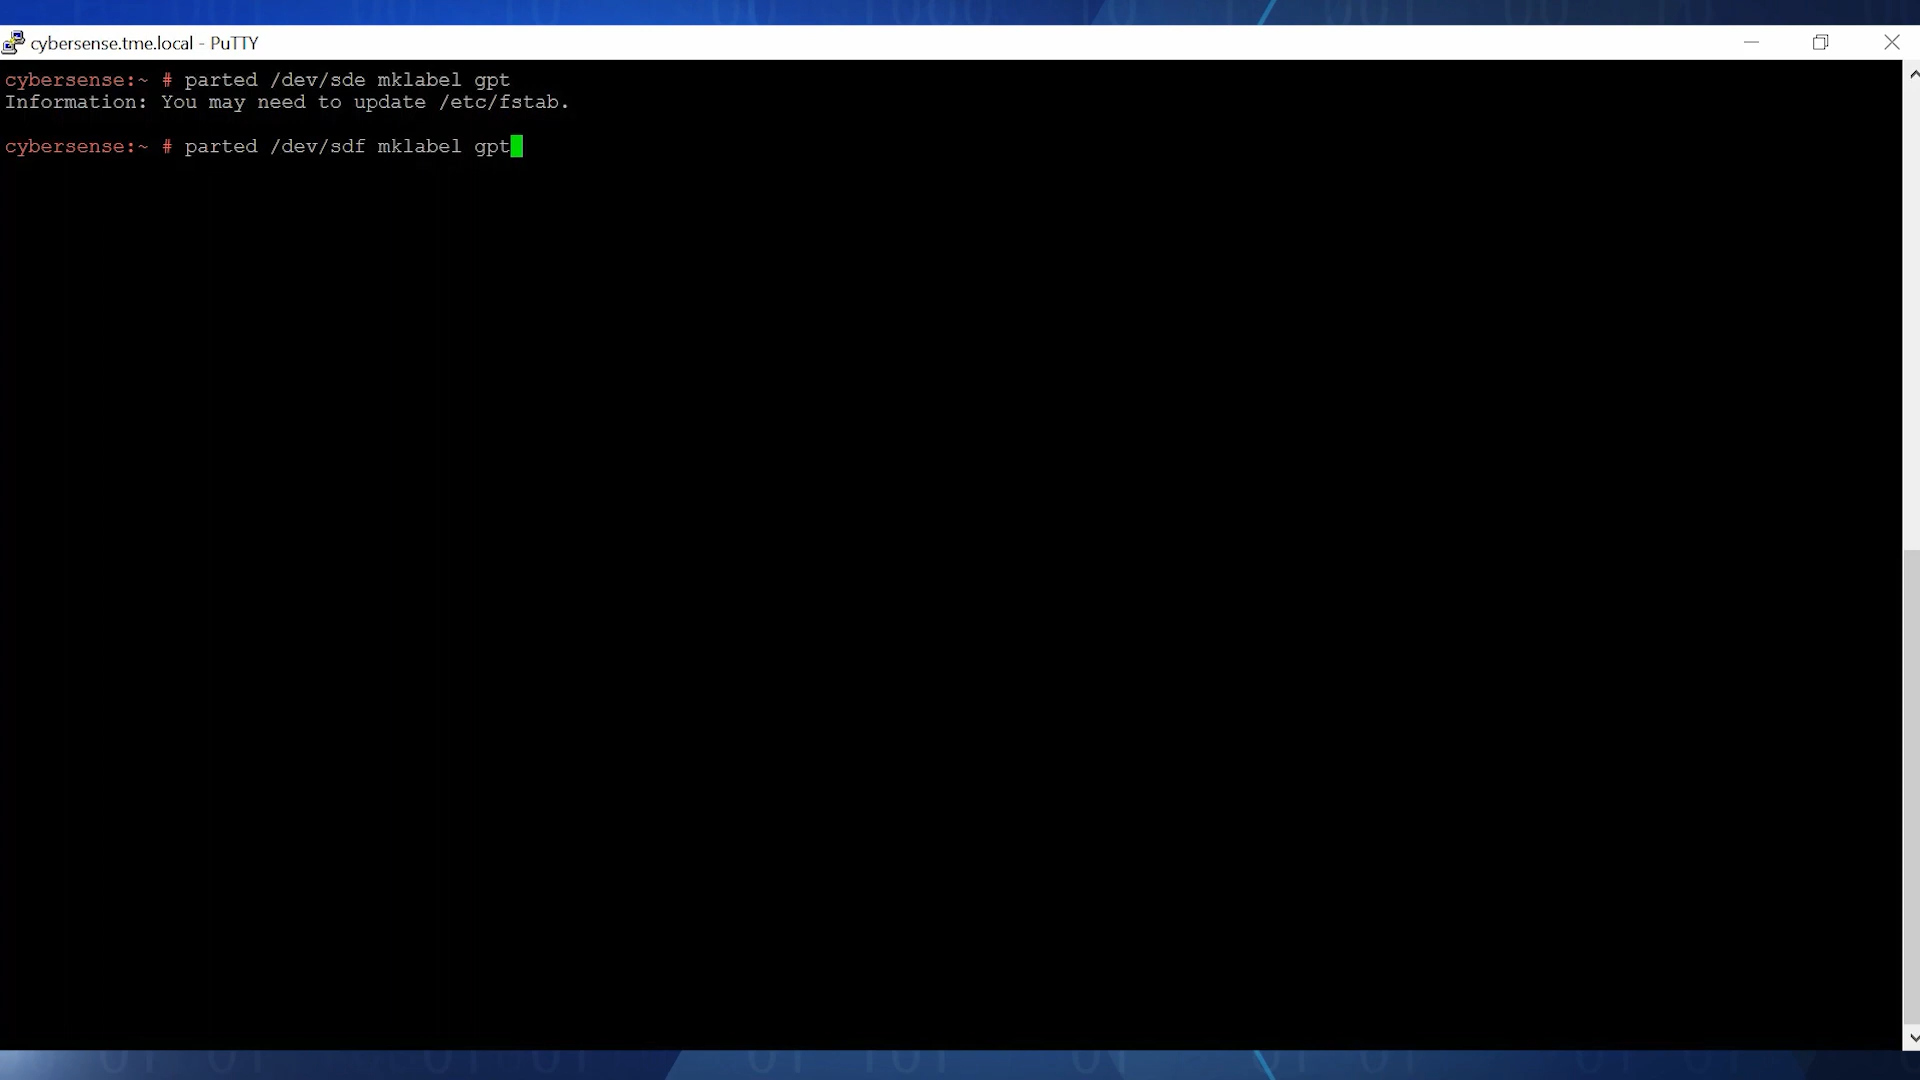 cybersense.tme.local - PuTTY
cybersense:~ # parted /dev/sde mklabel gpt
Information: You may need to update /etc/fstab.
cybersense:~ # parted /dev/sdf mklabel gpt